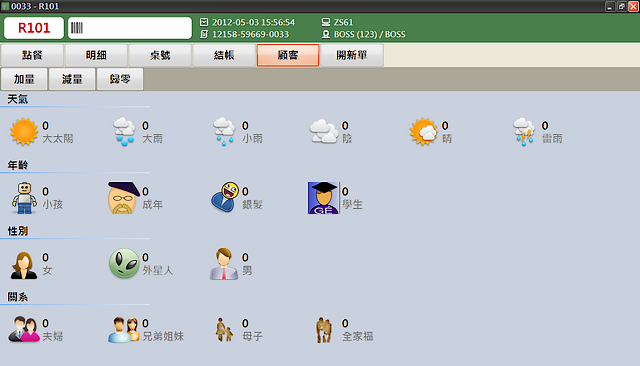 0033 - R101
R101
2012-05-03 15:56:54
ZS61
12158-59669-0033
BOSS (123) / BOSS
點餐 明細 桌號 結帳 顧客 開新單
加量 減量 歸零
天氣
0 0 0 0 0 0
大太陽 大雨 小雨 陰 晴 雷雨
年齡
0 0 0 0
小孩 成年 銀髮 學生
GE
性別
0 0 0
女 外星人 男
關系
0 0 0 0
夫婦 兄弟姐妹 母子 全家福